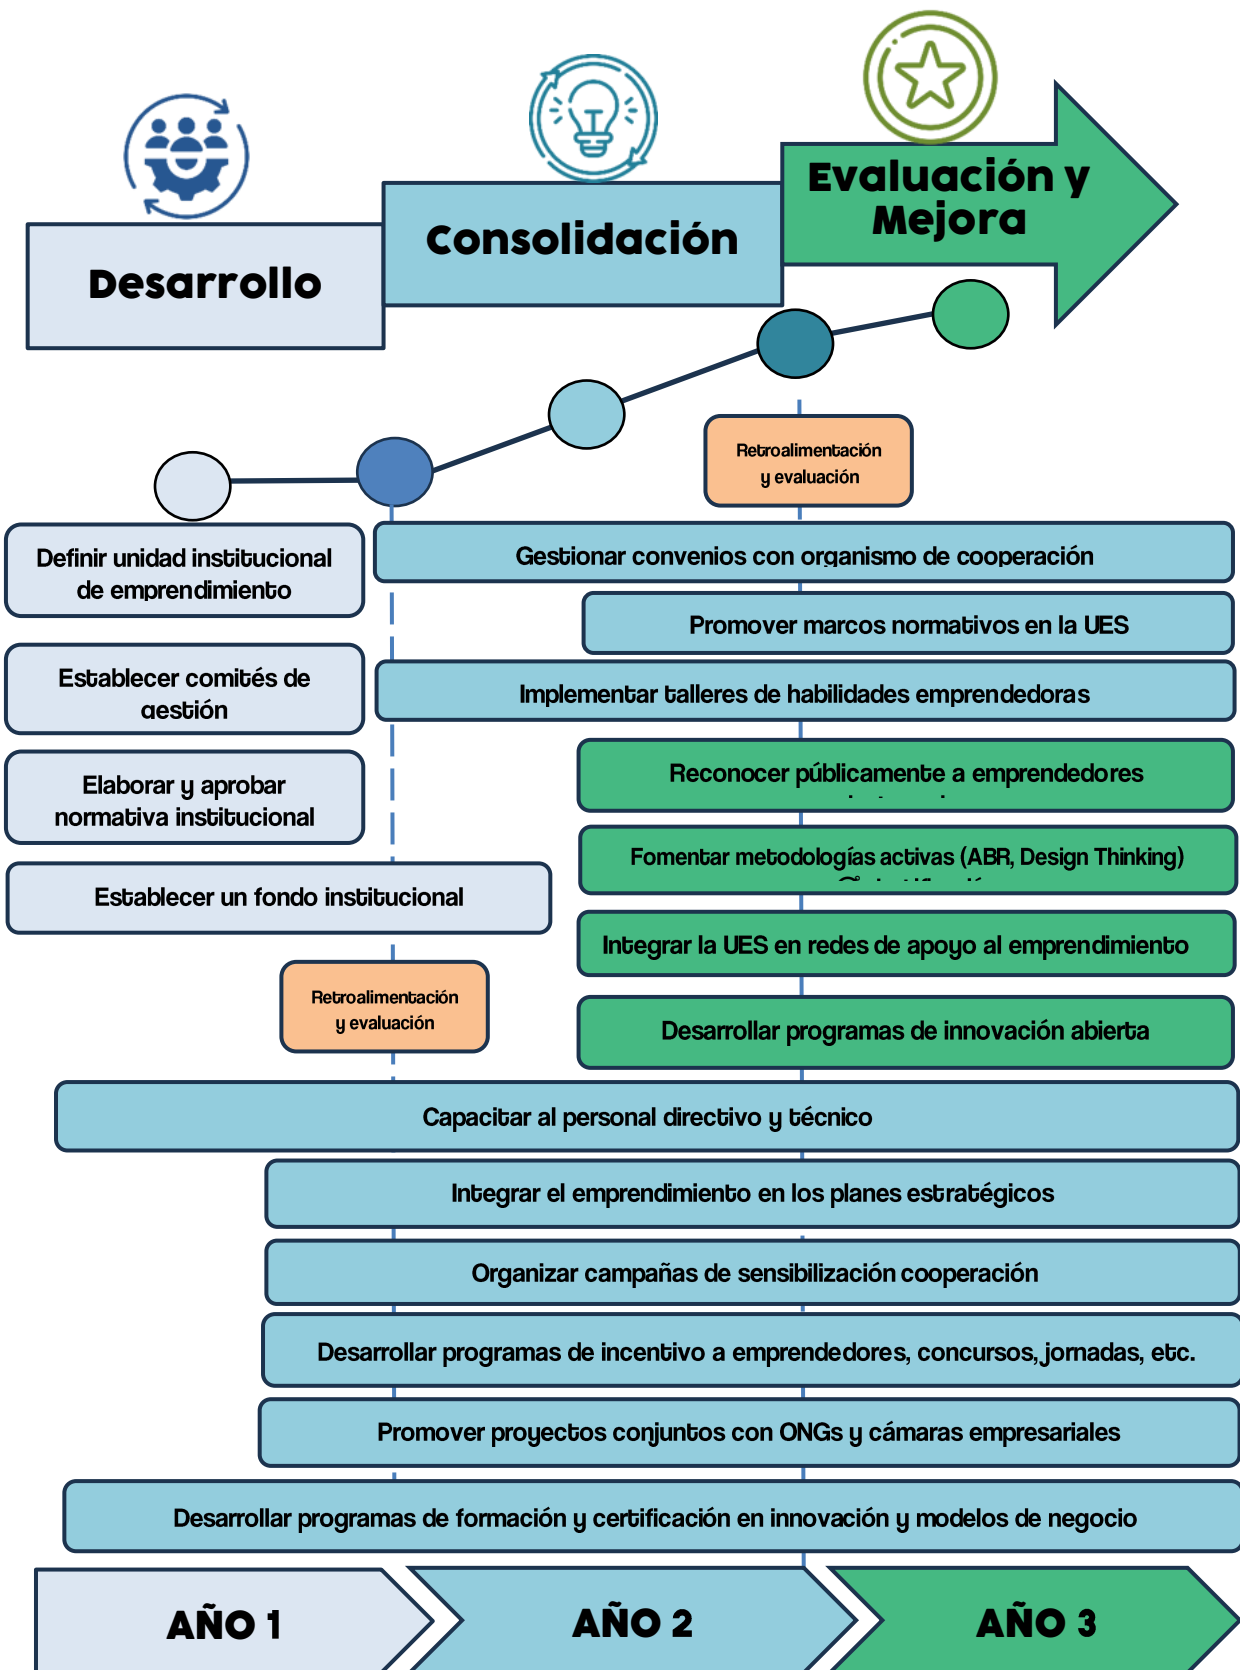 Evaluación y
Mejora
Consolidación
Desarrollo
Retroalimentación
y evaluación
Definir unidad institucional
de emprendimiento
Gestionar convenios con organismo de cooperación
Promover marcos normativos en la UES
Establecer comités de
gestión
Implementar talleres de habilidades emprendedoras
Elaborar y aprobar
normativa institucional
Reconocer públicamente a emprendedores
Fomentar metodologías activas (ABR, Design Thinking)
Establecer un fondo institucional
Integrar la UES en redes de apoyo al emprendimiento
Retroalimentación
y evaluación
Desarrollar programas de innovación abierta
Capacitar al personal directivo y técnico
Integrar el emprendimiento en los planes estratégicos
Organizar campañas de sensibilización cooperación
Desarrollar programas de incentivo a emprendedores, concursos, jornadas, etc.
Promover proyectos conjuntos con ONGs y cámaras empresariales
Desarrollar programas de formación y certificación en innovación y modelos de negocio
AÑO 1
AÑO 2
AÑO 3